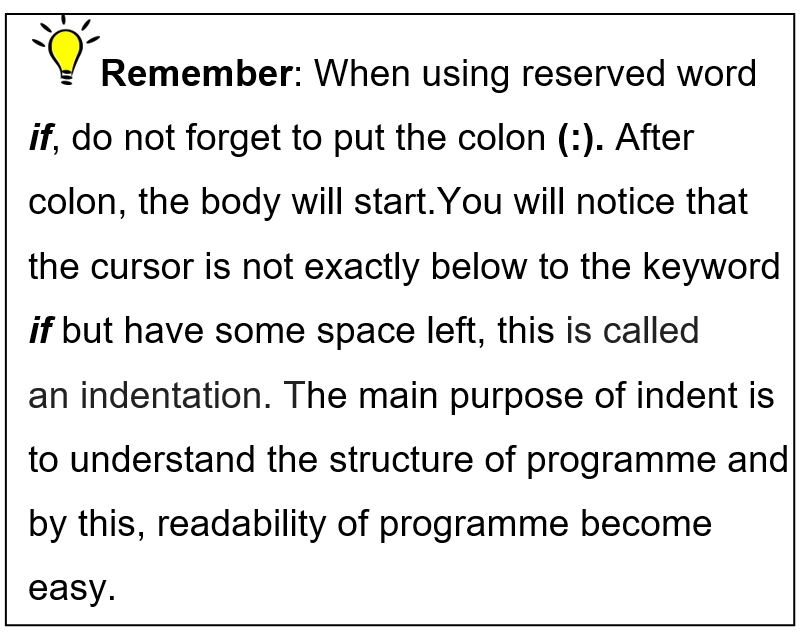 Remember: When using reserved word
if, do not forget to put the colon (:). After
colon, the body will start.You will notice that
the cursor is not exactly below to the keyword
if but have some space left, this is called
an indentation. The main purpose of indent is
to understand the structure of programme and
by this, readability of programme become
easy.